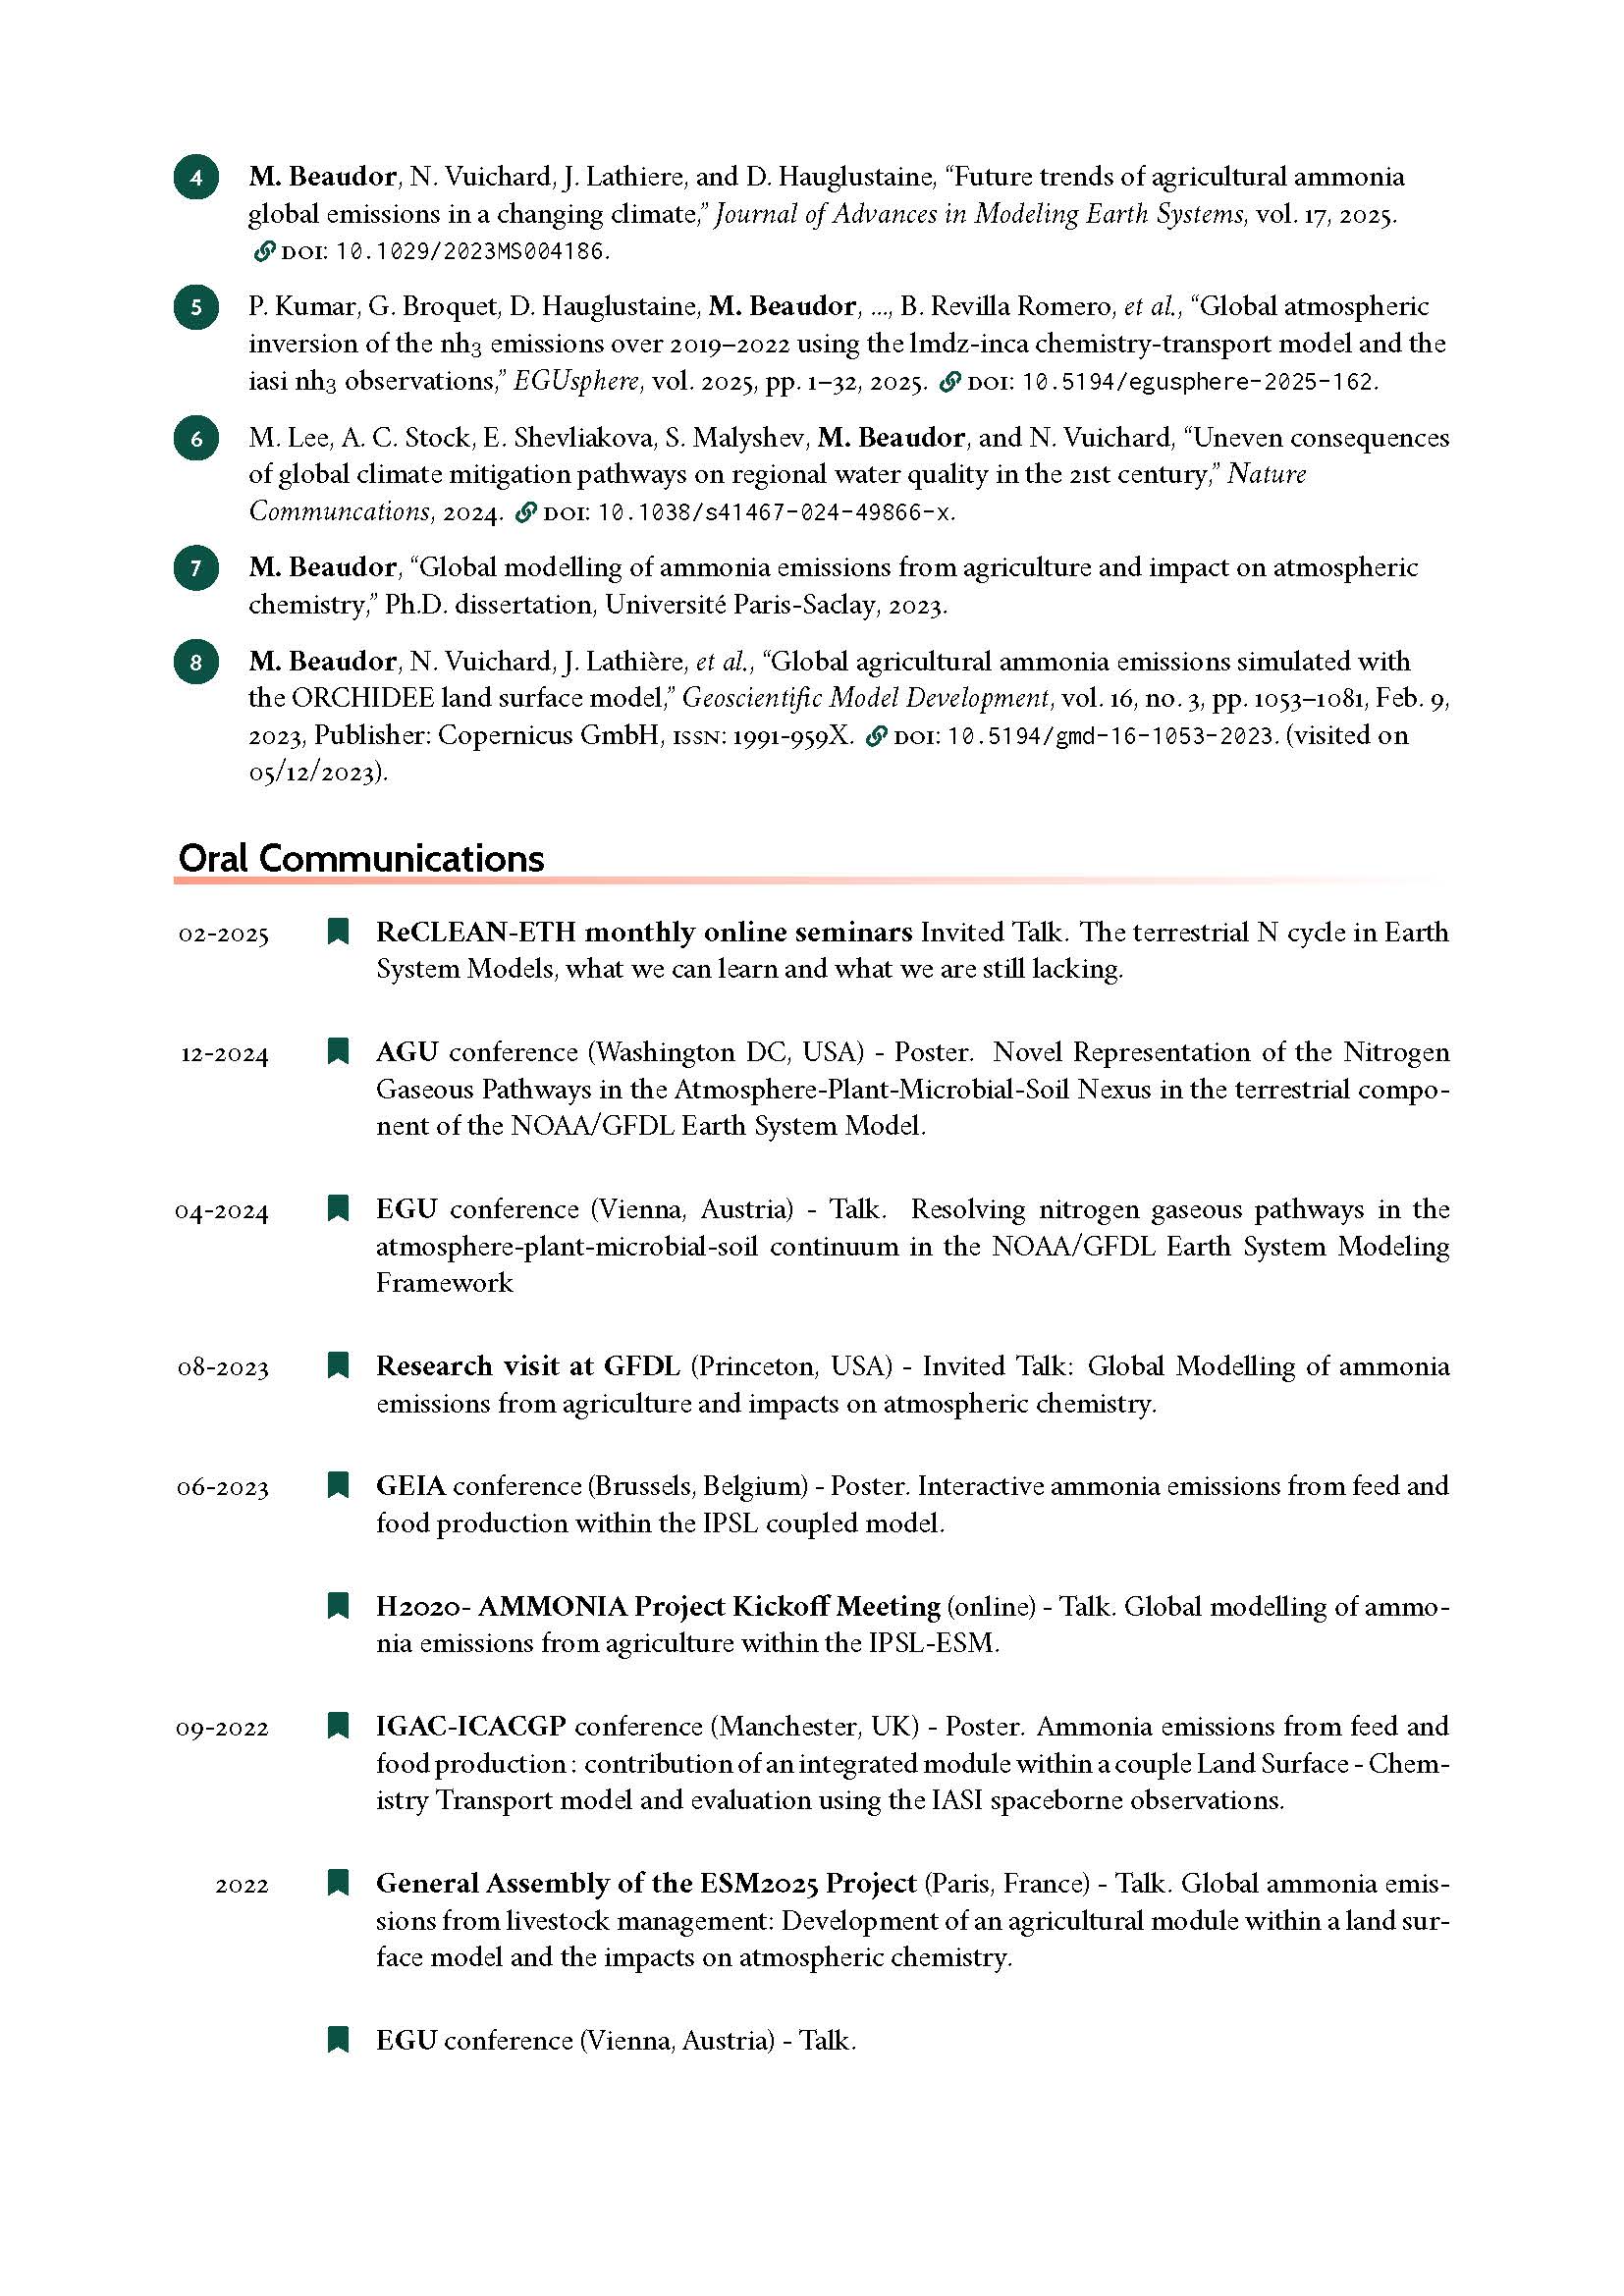 4 M. Beaudor, N. Vuichard, J. Lathiere, and D. Hauglustaine, “Future trends of agricultural ammonia
global emissions in a changing climate,” Journal of Advances in Modeling Earth Systems, vol. 17, 2025.
DOI: 10.1029/2023MS004186.
5 P. Kumar, G. Broquet, D. Hauglustaine, M. Beaudor, ..., B. Revilla Romero, et al., “Global atmospheric
inversion of the nh3 emissions over 2019–2022 using the lmdz-inca chemistry-transport model and the
iasi nh3 observations,” EGUsphere, vol. 2025, pp. 1–32, 2025. DOI: 10.5194/egusphere-2025-162.
6 M. Lee, A. C. Stock, E. Shevliakova, S. Malyshev, M. Beaudor, and N. Vuichard, “Uneven consequences
of global climate mitigation pathways on regional water quality in the 21st century,” Nature
Communcations, 2024. DOI: 10.1038/s41467-024-49866-x.
7 M. Beaudor, “Global modelling of ammonia emissions from agriculture and impact on atmospheric
chemistry,” Ph.D. dissertation, Université Paris-Saclay, 2023.
8 M. Beaudor, N. Vuichard, J. Lathière, et al., “Global agricultural ammonia emissions simulated with
the ORCHIDEE land surface model,” Geoscientific Model Development, vol. 16, no. 3, pp. 1053–1081, Feb. 9,
2023, Publisher: Copernicus GmbH, ISSN: 1991-959X. DOI: 10.5194/gmd-16-1053-2023. (visited on
05/12/2023).
Oral Communications
02-2025 ReCLEAN-ETH monthly online seminars Invited Talk. The terrestrial N cycle in Earth
System Models, what we can learn and what we are still lacking.
12-2024 AGU conference (Washington DC, USA) - Poster. Novel Representation of the Nitrogen
Gaseous Pathways in the Atmosphere-Plant-Microbial-Soil Nexus in the terrestrial compo-
nent of the NOAA/GFDL Earth System Model.
04-2024 EGU conference (Vienna, Austria) - Talk. Resolving nitrogen gaseous pathways in the
atmosphere-plant-microbial-soil continuum in the NOAA/GFDL Earth System Modeling
Framework
08-2023 Research visit at GFDL (Princeton, USA) - Invited Talk: Global Modelling of ammonia
emissions from agriculture and impacts on atmospheric chemistry.
06-2023 GEIA conference (Brussels, Belgium) - Poster. Interactive ammonia emissions from feed and
food production within the IPSL coupled model.
H2020- AMMONIA Project Kickoff Meeting (online) - Talk. Global modelling of ammo-
nia emissions from agriculture within the IPSL-ESM.
09-2022 IGAC-ICACGP conference (Manchester, UK) - Poster. Ammonia emissions from feed and
food production : contribution of an integrated module within a couple Land Surface - Chem-
istry Transport model and evaluation using the IASI spaceborne observations.
2022 General Assembly of the ESM2025 Project (Paris, France) - Talk. Global ammonia emis-
sions from livestock management: Development of an agricultural module within a land sur-
face model and the impacts on atmospheric chemistry.
EGU conference (Vienna, Austria) - Talk.